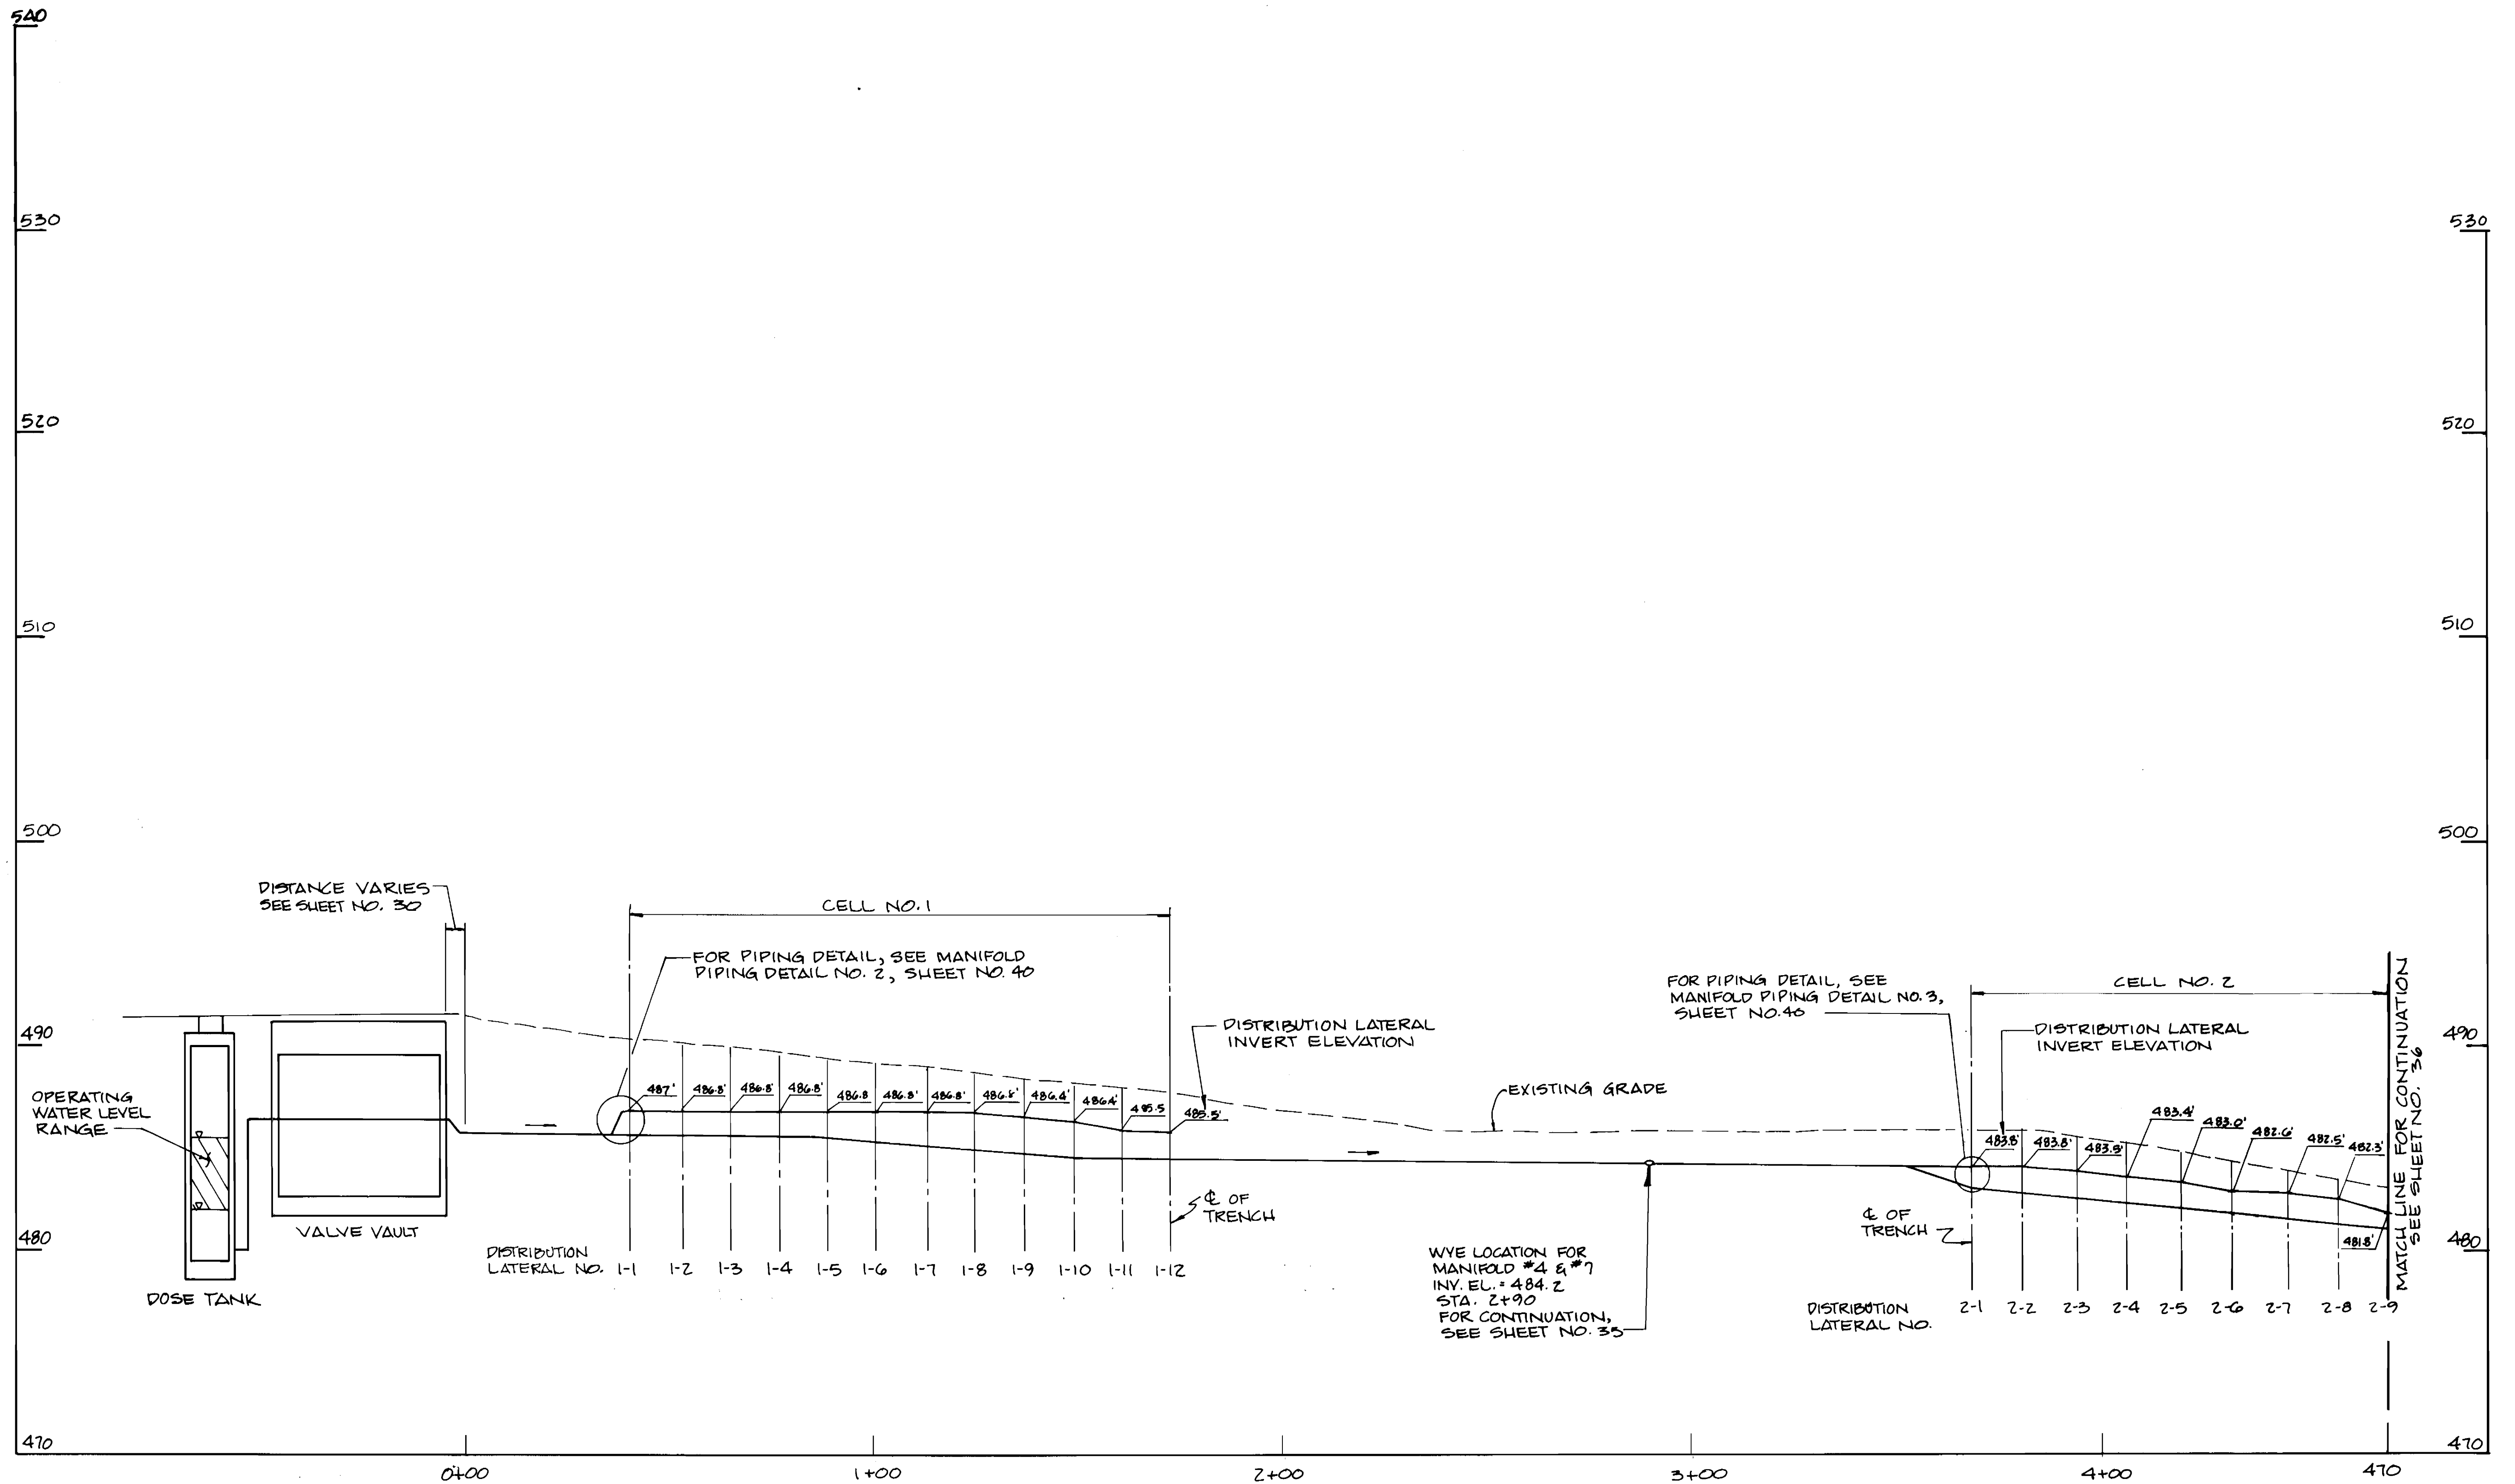 540
530
530
520
520
510
510
500
500
DISTANCE VARIES
SEE SHEET NO. 30
CELL NO. 1
FOR PIPING DETAIL, SEE MANIFOLD
PIPING DETAIL NO. 2, SHEET NO. 40
FOR PIPING DETAIL, SEE
MANIFOLD PIPING DETAIL NO. 3,
SHEET NO. 40
CELL NO. 2
MATCH LINE FOR CONTINUATION
SEE SHEET NO. 36
490
490
DISTRIBUTION LATERAL
INVERT ELEVATION
DISTRIBUTION LATERAL
INVERT ELEVATION
OPERATING
WATER LEVEL
RANGE
487' 486.8' 486.8' 486.8' 486.8 486.8' 486.8' 486.8' 486.4' 486.4' 485.5 485.5'
EXISTING GRADE
483.8' 483.8' 483.5' 483.4' 483.0' 482.6' 482.5' 482.3'
481.8'
℄ OF
TRENCH
℄ OF
TRENCH
VALVE VAULT
480
480
DISTRIBUTION
LATERAL NO. 1-1 1-2 1-3 1-4 1-5 1-6 1-7 1-8 1-9 1-10 1-11 1-12
DOSE TANK
WYE LOCATION FOR
MANIFOLD #4 & #7
INV. EL. = 484.2
STA. 2+90
FOR CONTINUATION,
SEE SHEET NO. 35
DISTRIBUTION
LATERAL NO.
2-1 2-2 2-3 2-4 2-5 2-6 2-7 2-8 2-9
470
470
0+00 1+00 2+00 3+00 4+00 470